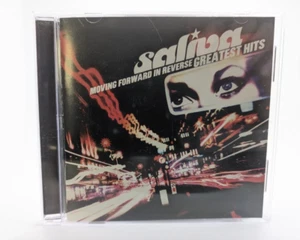 saliva
MOVING FORWARD IN REVERSE GREATEST HITS